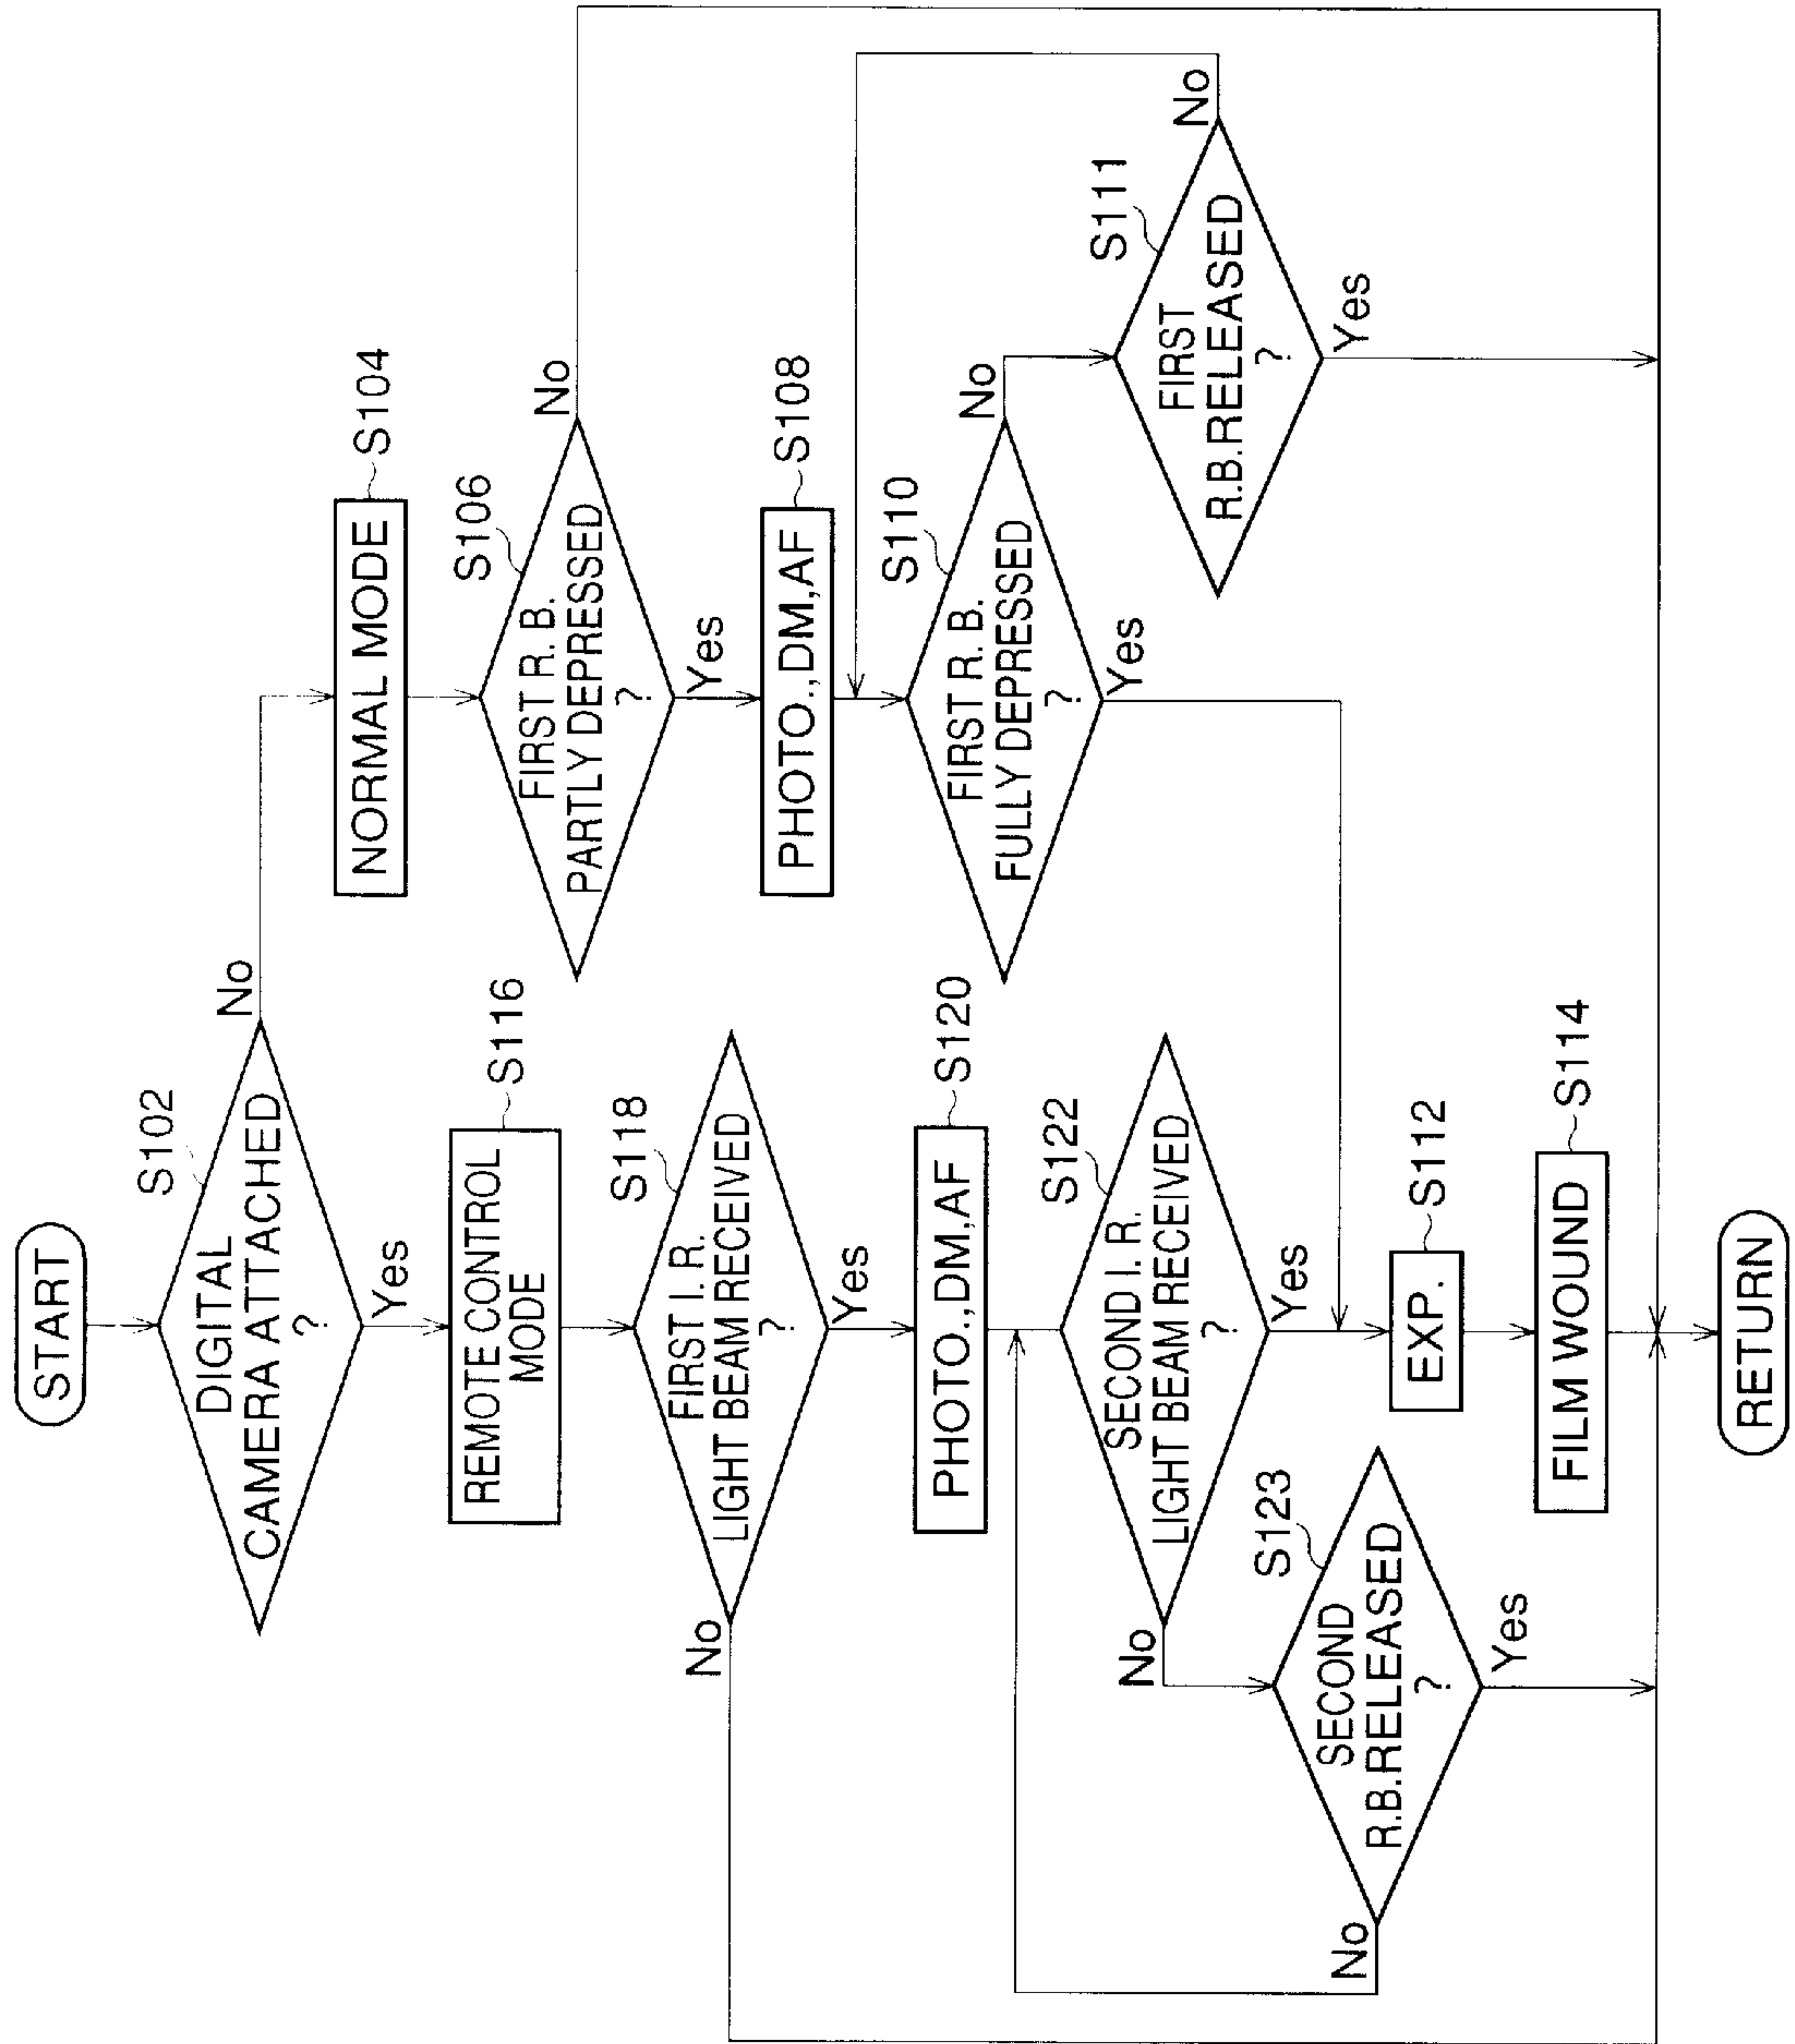 START
DIGITAL
CAMERA ATTACHED
?
S102
No
Yes
NORMAL MODE
S104
REMOTE CONTROL
MODE
S116
FIRST R. B.
PARTLY DEPRESSED
?
S106
No
Yes
FIRST I. R.
LIGHT BEAM RECEIVED
?
S118
No
Yes
PHOTO.,DM,AF
S108
PHOTO.,DM,AF
S120
FIRST R. B.
FULLY DEPRESSED
?
S110
No
Yes
FIRST
R.B.RELEASED
?
S111
No
Yes
SECOND I. R.
LIGHT BEAM RECEIVED
?
S122
No
Yes
SECOND
R.B.RELEASED
?
S123
No
Yes
EXP.
S112
FILM WOUND
S114
RETURN